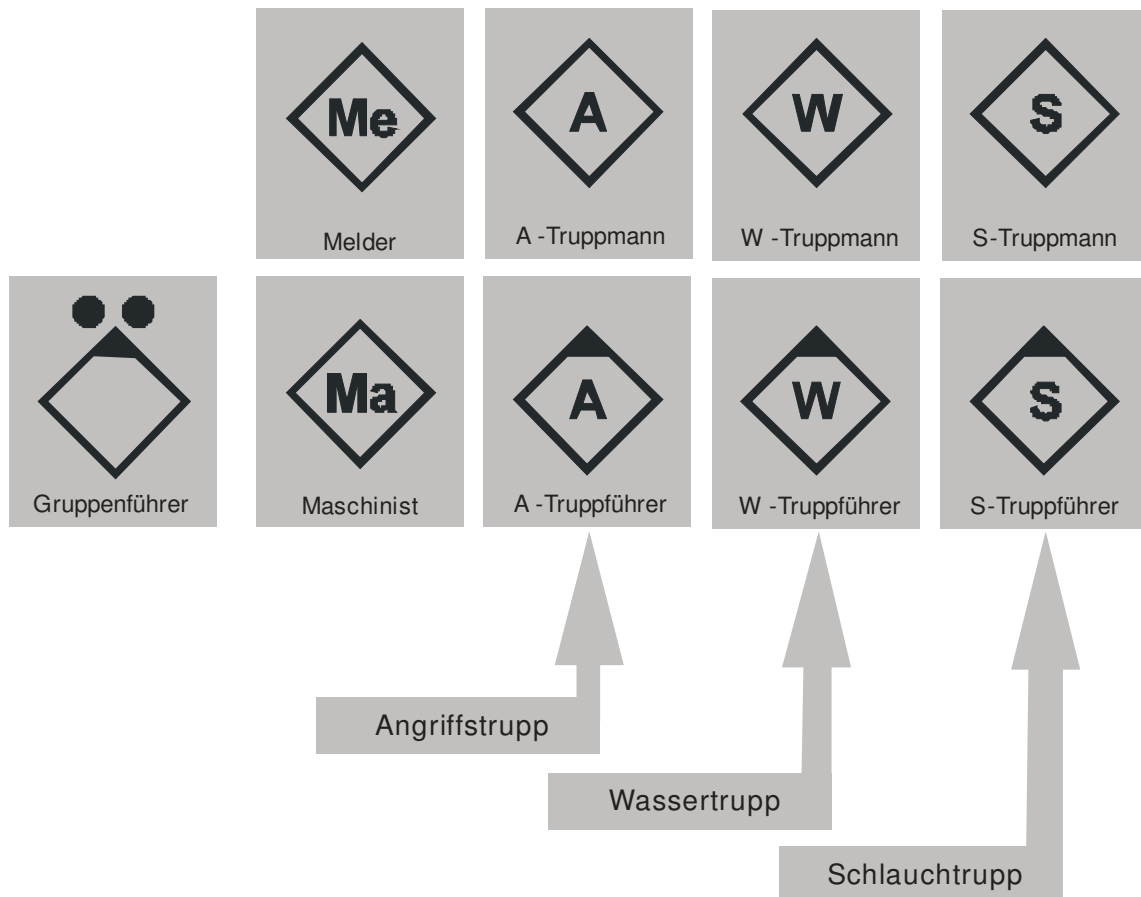 Me
A
W
S
Melder
A -Truppmann
W -Truppmann
S-Truppmann
Ma
A
W
S
Gruppenführer
Maschinist
A -Truppführer
W -Truppführer
S-Truppführer
Angriffstrupp
Wassertrupp
Schlauchtrupp